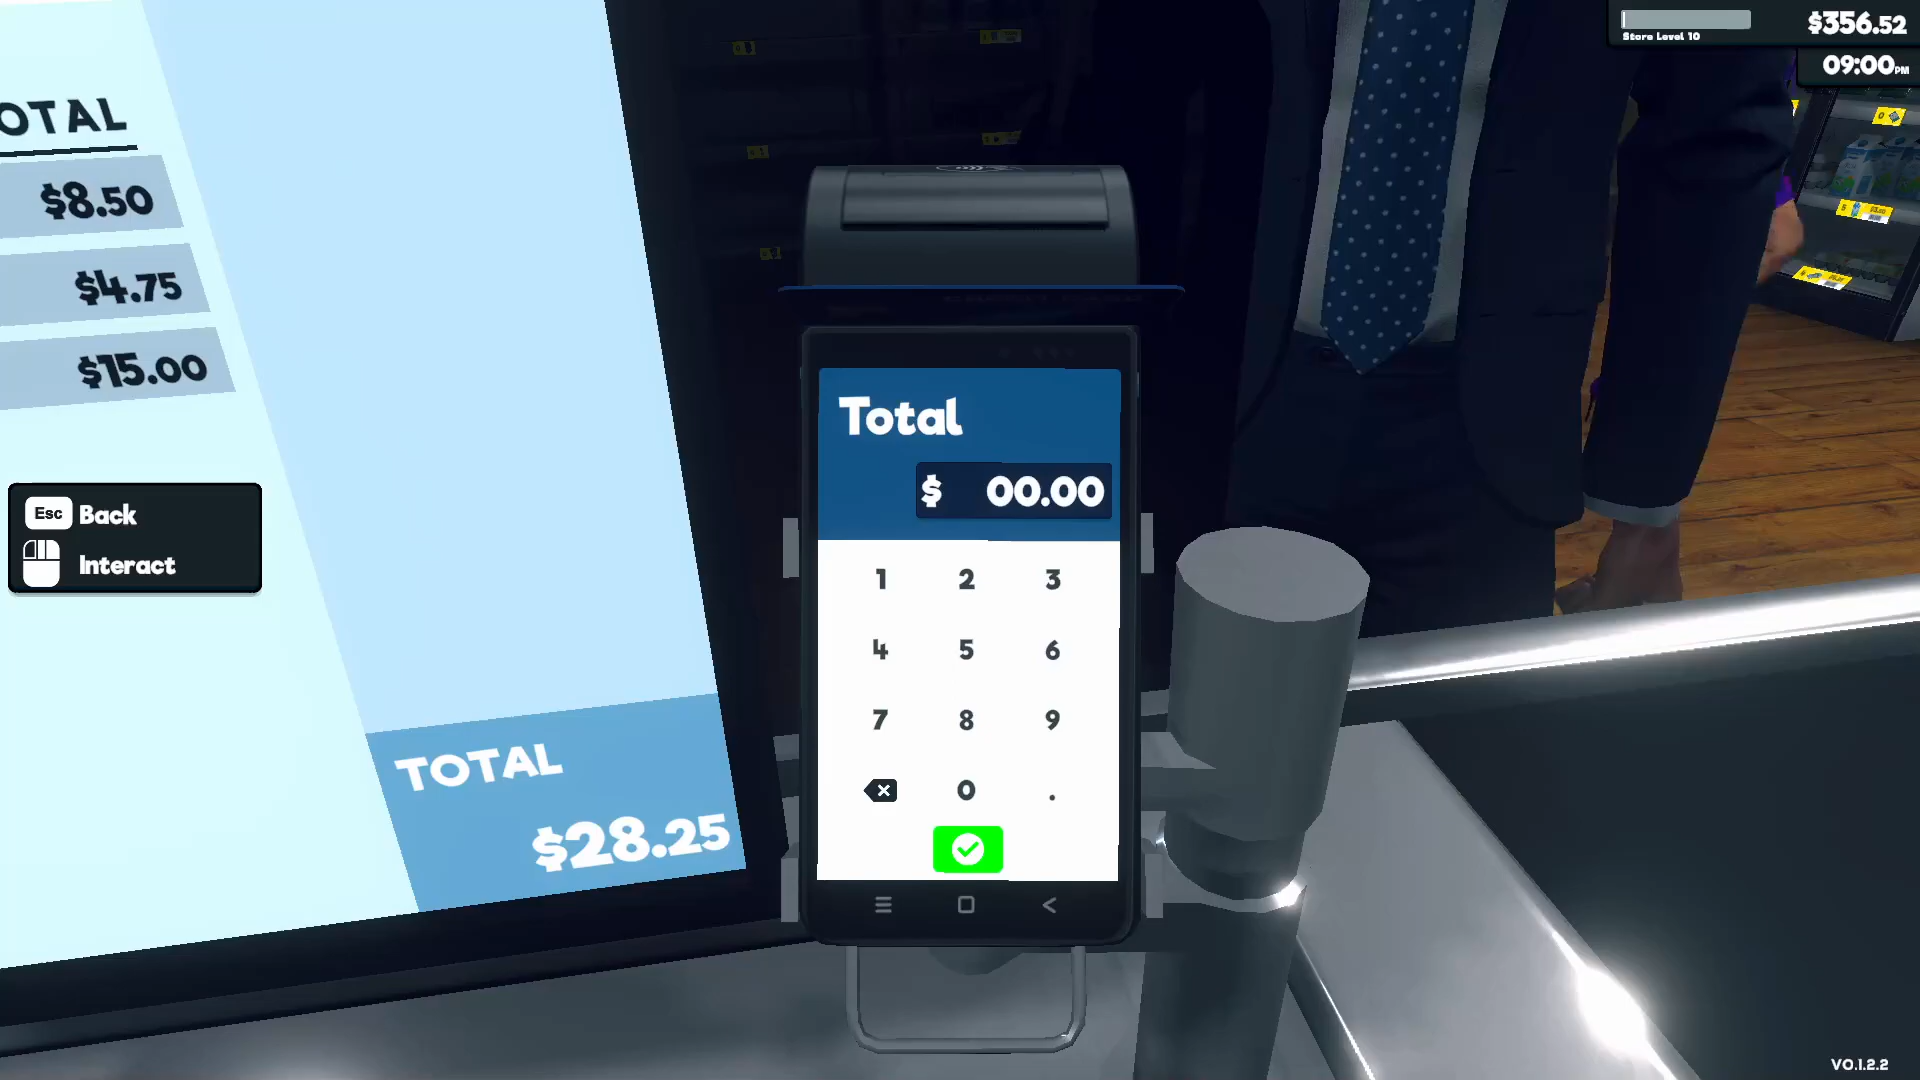 OTAL
$8.50
$4.75
$15.00
TOTAL
$28.25
Esc Back
Interact
Total
$ 00.00
1 2 3
4 5 6
7 8 9
0 .
$356.52
Store Level 10
09:00PM
V0.1.2.2